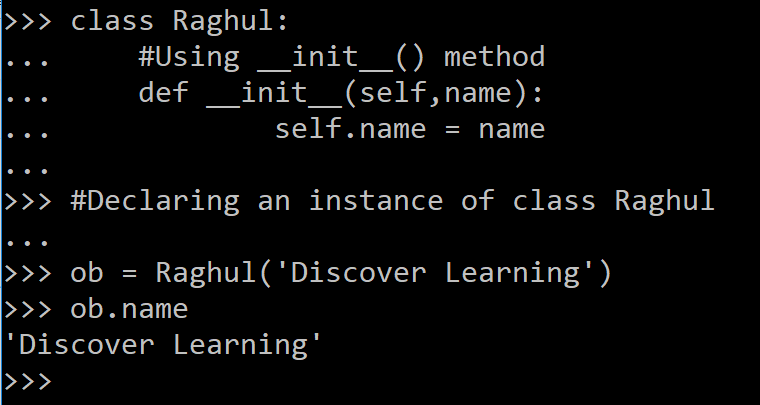 >>> class Raghul:
...     #Using __init__() method
...     def __init__(self,name):
...             self.name = name
...
>>> #Declaring an instance of class Raghul
...
>>> ob = Raghul('Discover Learning')
>>> ob.name
'Discover Learning'
>>>